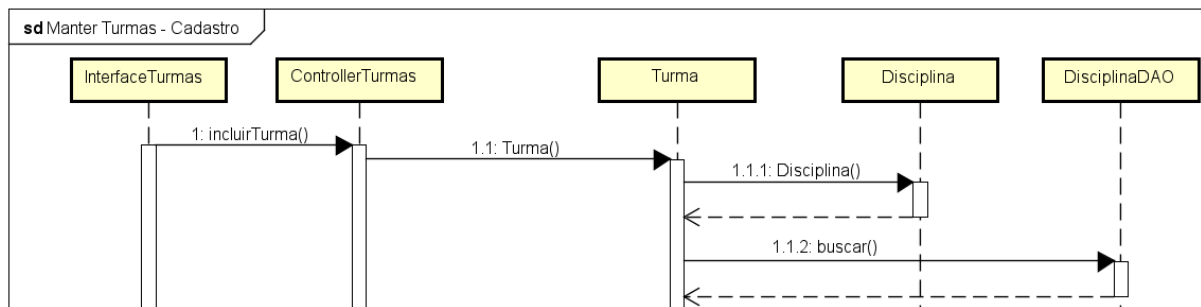 sd Manter Turmas - Cadastro
InterfaceTurmas
ControllerTurmas
Turma
Disciplina
DisciplinaDAO
1: incluirTurma()
1.1: Turma()
1.1.1: Disciplina()
1.1.2: buscar()